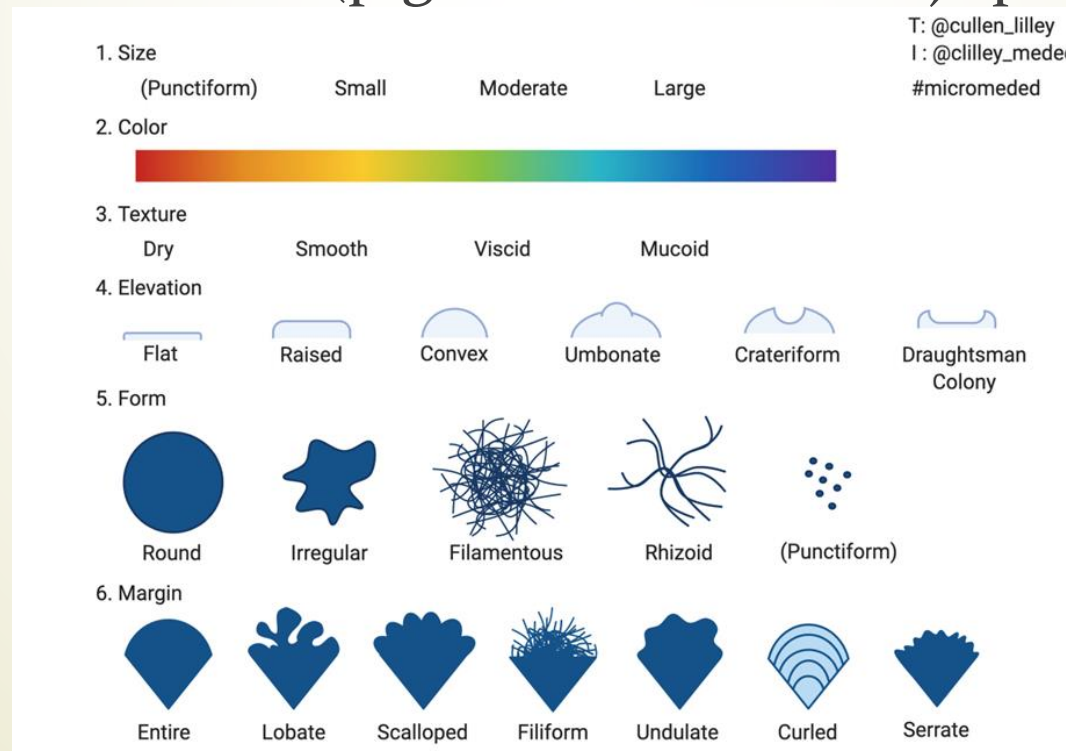 T: @cullen_lilley
1. Size
I : @clilley_meded
(Punctiform) Small Moderate Large #micromeded
2. Color
3. Texture
Dry Smooth Viscid Mucoid
4. Elevation
Flat Raised Convex Umbonate Crateriform Draughtsman
Colony
5. Form
Round Irregular Filamentous Rhizoid (Punctiform)
6. Margin
Entire Lobate Scalloped Filiform Undulate Curled Serrate